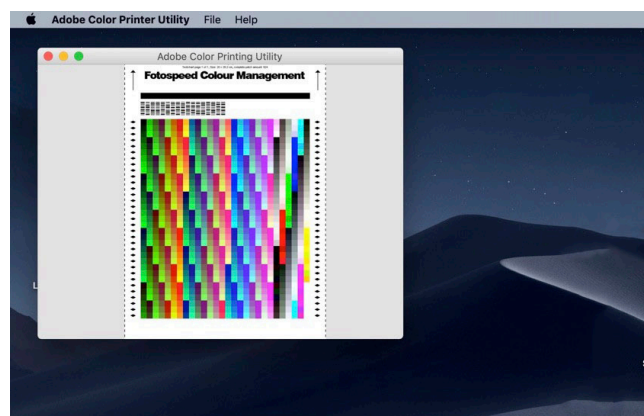 Adobe Color Printer Utility File Help
Adobe Color Printing Utility
Fotospeed Colour Management
L